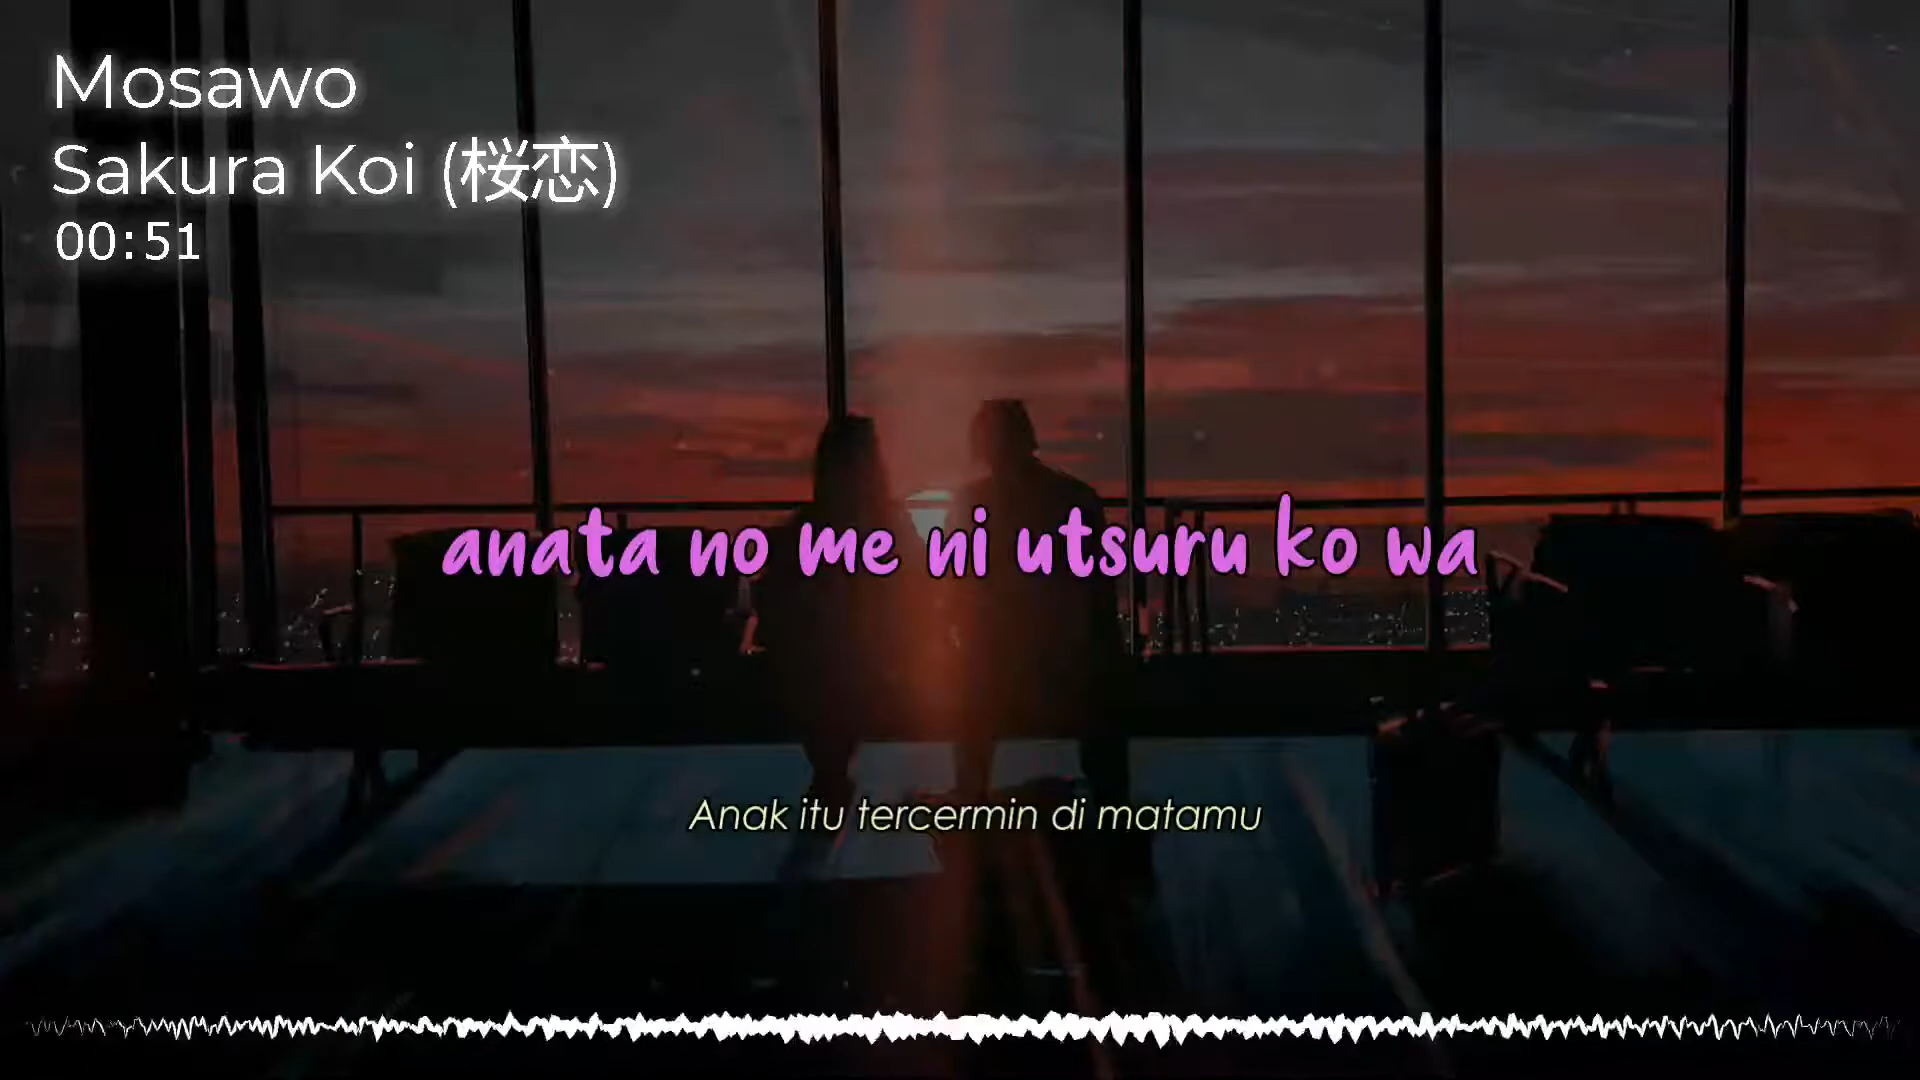 Mosawo
Sakura Koi (桜恋)
00:51
anata no me ni utsuru ko wa
Anak itu tercermin di matamu